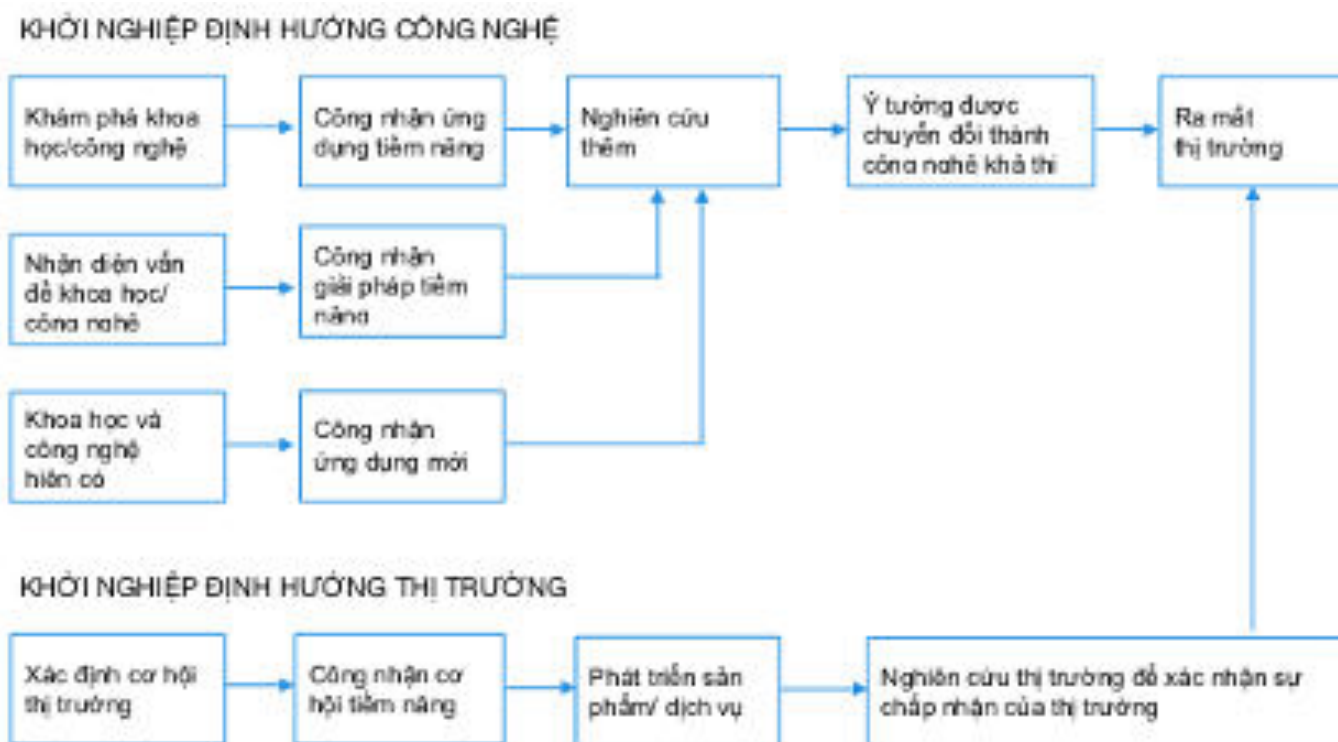 KHỞI NGHIỆP ĐỊNH HƯỚNG CÔNG NGHỆ
Khám phá khoa
học/công nghệ
Công nhận ứng
dụng tiềm năng
Nghiên cứu
thêm
Ý tưởng được
chuyển đổi thành
công nghệ khả thi
Ra mắt
thị trường
Nhận diện vấn
đề khoa học/
công nghệ
Công nhận
giải pháp tiềm
năng
Khoa học và
công nghệ
hiện có
Công nhận
ứng dụng mới
KHỞI NGHIỆP ĐỊNH HƯỚNG THỊ TRƯỜNG
Xác định cơ hội
thị trường
Công nhận cơ
hội tiềm năng
Phát triển sản
phẩm/ dịch vụ
Nghiên cứu thị trường để xác nhận sự
chấp nhận của thị trường